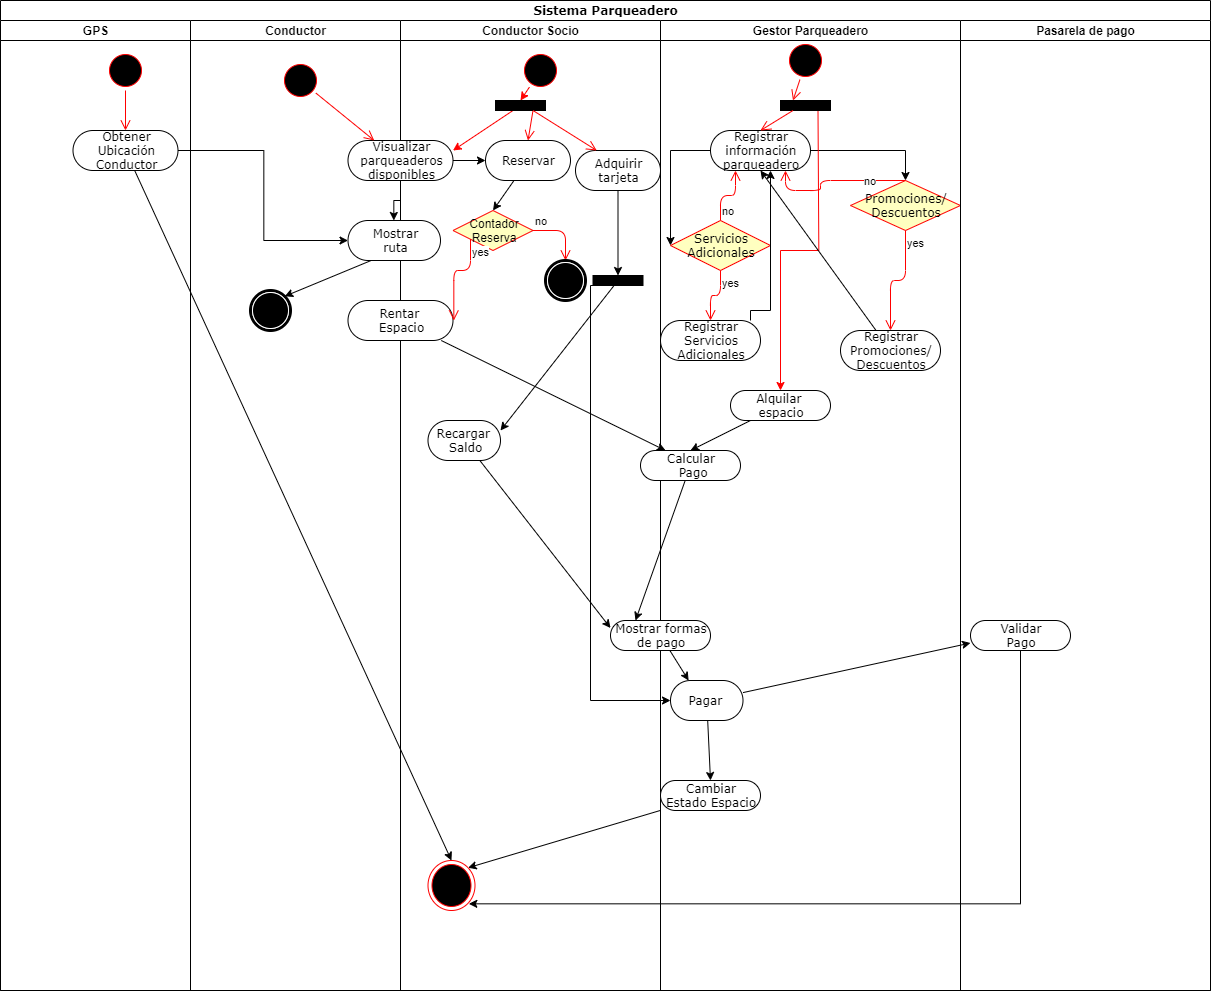 Sistema Parqueadero
GPS
Conductor
Conductor Socio
Gestor Parqueadero
Pasarela de pago
Obtener
Ubicación
Conductor
Visualizar
parqueaderos
disponibles
Reservar
Adquirir
tarjeta
Registrar
información
parqueadero
no
Promociones/
Descuentos
no
yes
Mostrar
ruta
Contador
Reserva
no
yes
Servicios
Adicionales
yes
Rentar
Espacio
Registrar
Servicios
Adicionales
Registrar
Promociones/
Descuentos
Alquilar
espacio
Recargar
Saldo
Calcular
Pago
Mostrar formas
de pago
Validar
Pago
Pagar
Cambiar
Estado Espacio